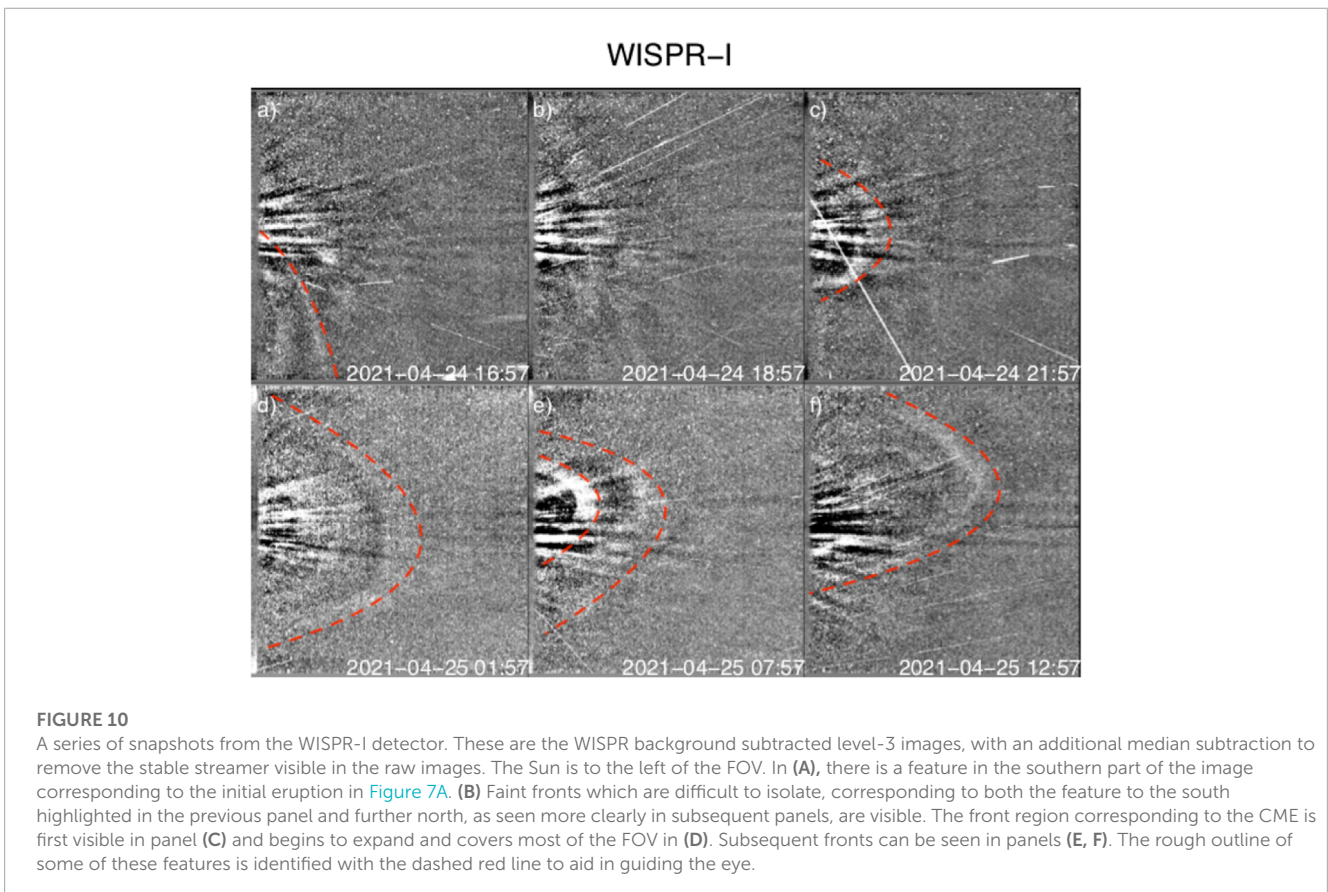 WISPR–I
a)
b)
c)
2021–04–24 16:57
2021–04–24 18:57
2021–04–24 21:57
d)
e)
f)
2021–04–25 01:57
2021–04–25 07:57
2021–04–25 12:57
FIGURE 10
A series of snapshots from the WISPR-I detector. These are the WISPR background subtracted level-3 images, with an additional median subtraction to
remove the stable streamer visible in the raw images. The Sun is to the left of the FOV. In (A), there is a feature in the southern part of the image
corresponding to the initial eruption in Figure 7A. (B) Faint fronts which are difficult to isolate, corresponding to both the feature to the south
highlighted in the previous panel and further north, as seen more clearly in subsequent panels, are visible. The front region corresponding to the CME is
first visible in panel (C) and begins to expand and covers most of the FOV in (D). Subsequent fronts can be seen in panels (E, F). The rough outline of
some of these features is identified with the dashed red line to aid in guiding the eye.